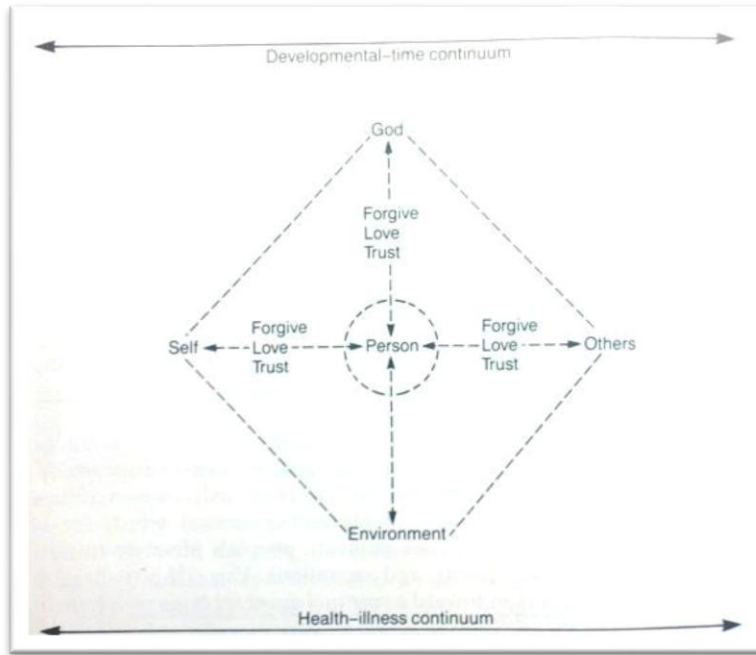 Developmental–time continuum
God
Forgive
Love
Trust
Self
Forgive
Love
Trust
Person
Forgive
Love
Trust
Others
Environment
Health–illness continuum